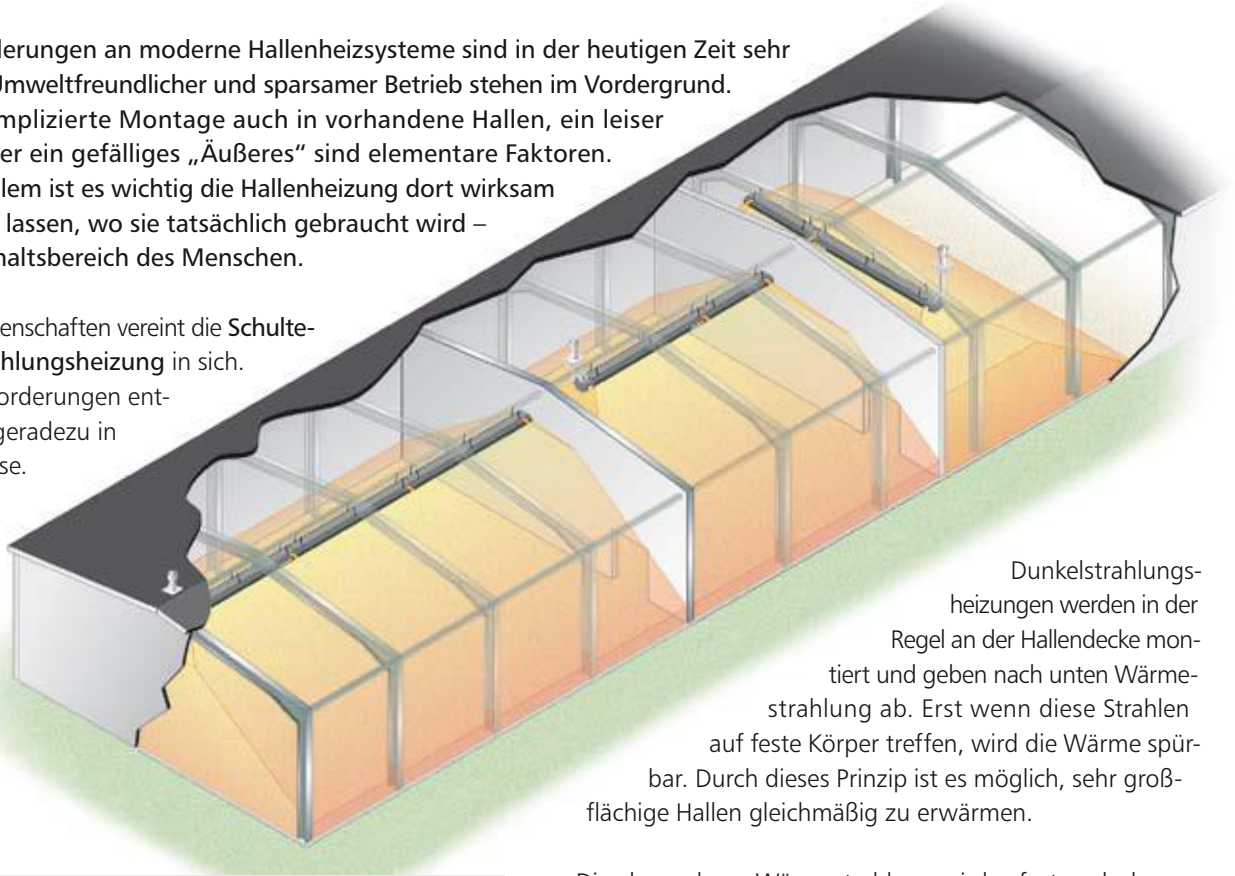 derungen an moderne Hallenheizsysteme sind in der heutigen Zeit sehr
Umweltfreundlicher und sparsamer Betrieb stehen im Vordergrund.
mplizierte Montage auch in vorhandene Hallen, ein leiser
er ein gefälliges „Äußeres“ sind elementare Faktoren.
lem ist es wichtig die Hallenheizung dort wirksam
lassen, wo sie tatsächlich gebraucht wird –
haltsbereich des Menschen.
enschaften vereint die Schulte-
hlungsheizung in sich.
orderungen ent-
geradezu in
se.
Dunkelstrahlungs-
heizungen werden in der
Regel an der Hallendecke mon-
tiert und geben nach unten Wärme-
strahlung ab. Erst wenn diese Strahlen
auf feste Körper treffen, wird die Wärme spür-
bar. Durch dieses Prinzip ist es möglich, sehr groß-
flächige Hallen gleichmäßig zu erwärmen.